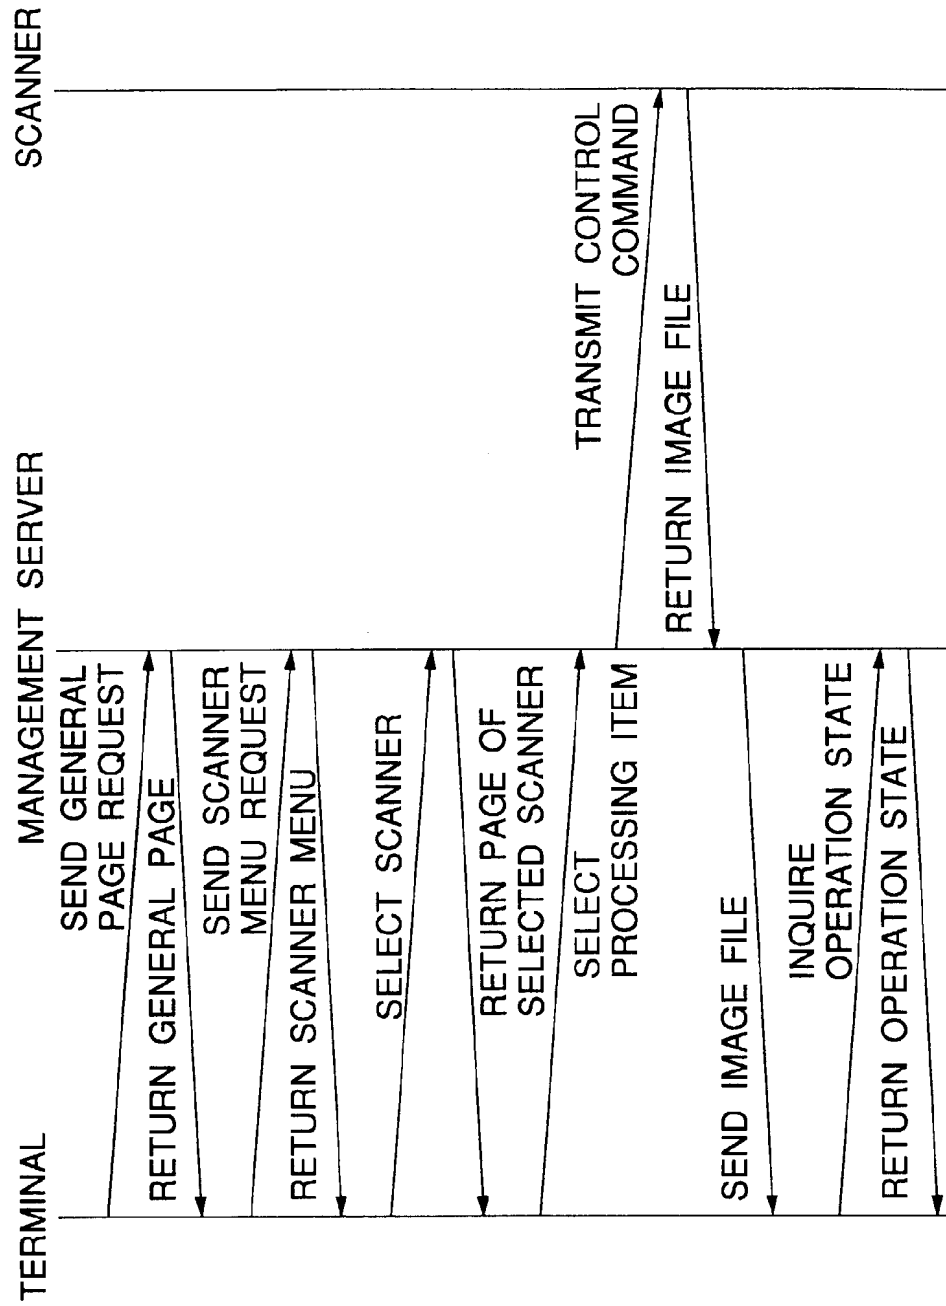 TERMINAL
MANAGEMENT SERVER
SCANNER
SEND GENERAL
PAGE REQUEST
RETURN GENERAL PAGE
SEND SCANNER
MENU REQUEST
RETURN SCANNER MENU
SELECT SCANNER
RETURN PAGE OF
SELECTED SCANNER
SELECT
PROCESSING ITEM
TRANSMIT CONTROL
COMMAND
RETURN IMAGE FILE
SEND IMAGE FILE
INQUIRE
OPERATION STATE
RETURN OPERATION STATE